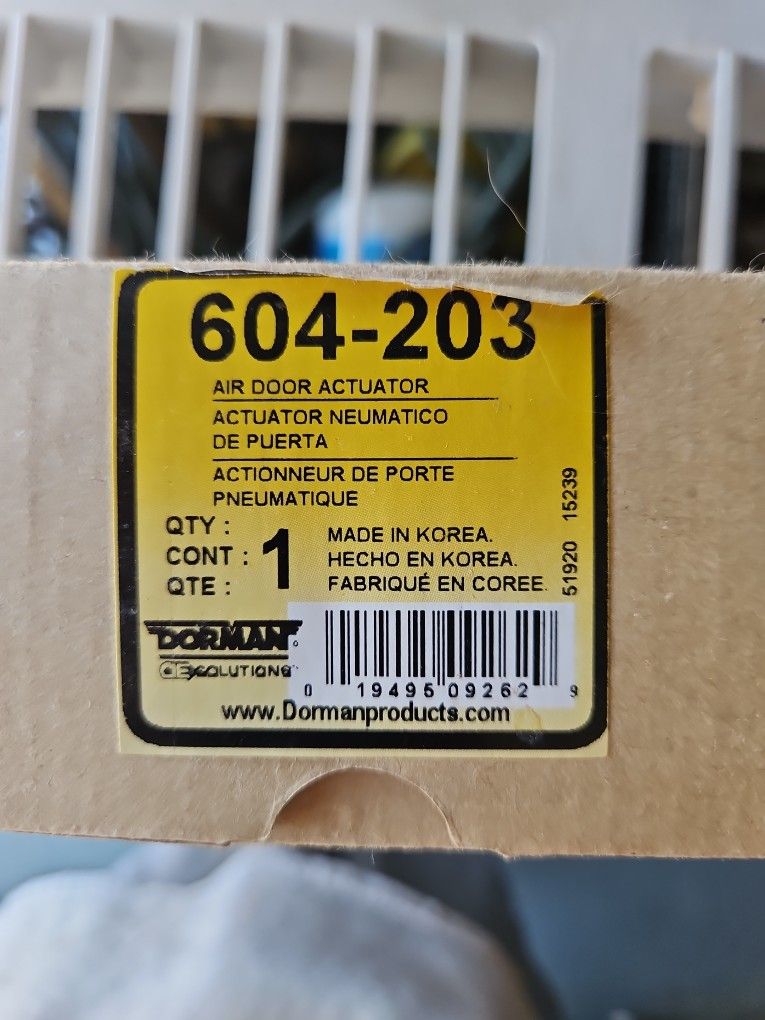 604-203
AIR DOOR ACTUATOR
ACTUATOR NEUMATICO
DE PUERTA
ACTIONNEUR DE PORTE
PNEUMATIQUE
QTY :
CONT :
QTE :
1
MADE IN KOREA.
HECHO EN KOREA.
FABRIQUÉ EN COREE.
51920 15239
DORMAN
OE SOLUTIONS
0 19495 09262 9
www.Dormanproducts.com